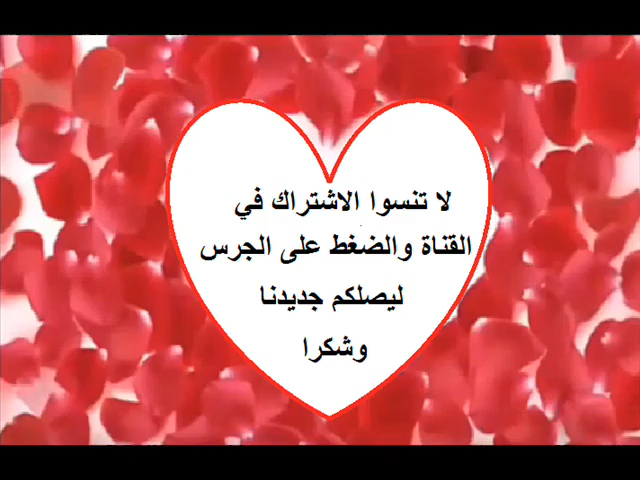 لا تنسوا الاشتراك في
القناة والضغط على الجرس
ليصلكم جديدنا
وشكرا